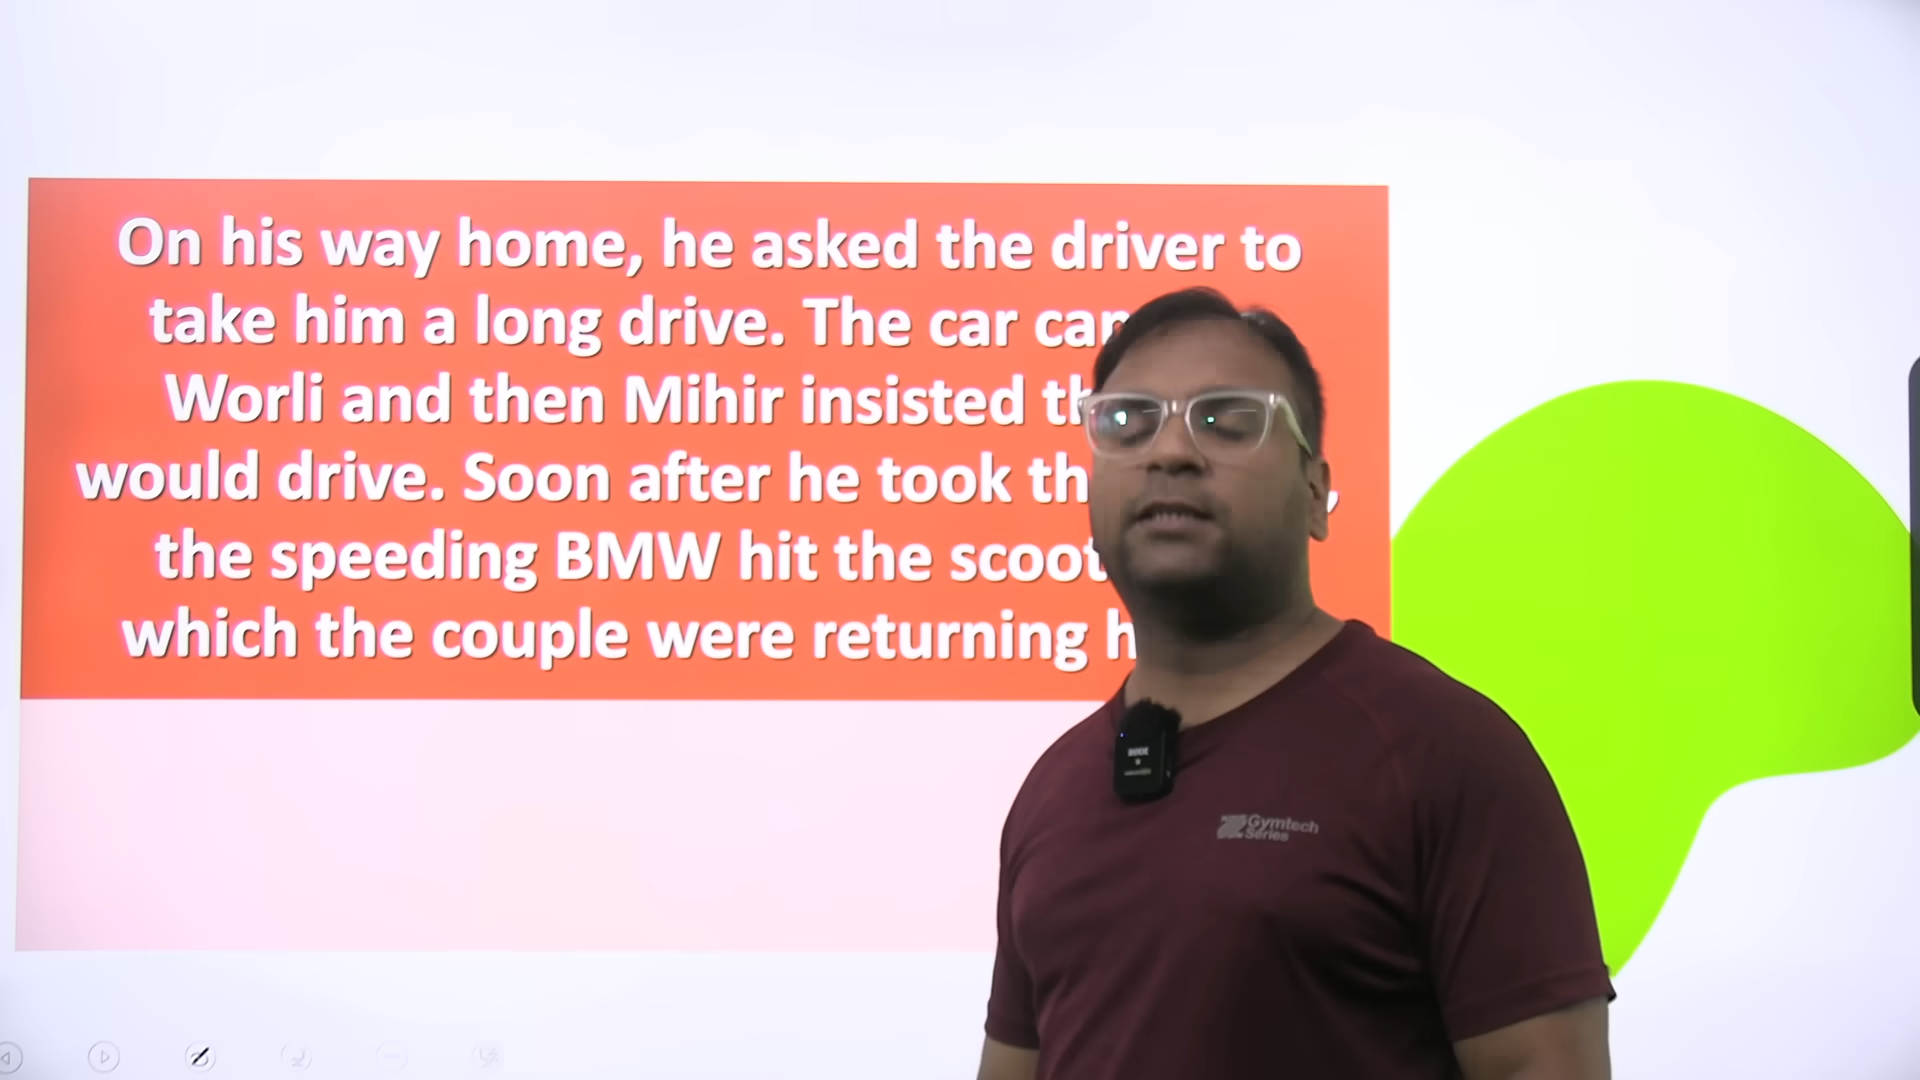 On his way home, he asked the driver to
take him a long drive. The car
Worli and then Mihir insisted
would drive. Soon after he took
the speeding BMW hit the
which the couple were returning
Gymtech
Series